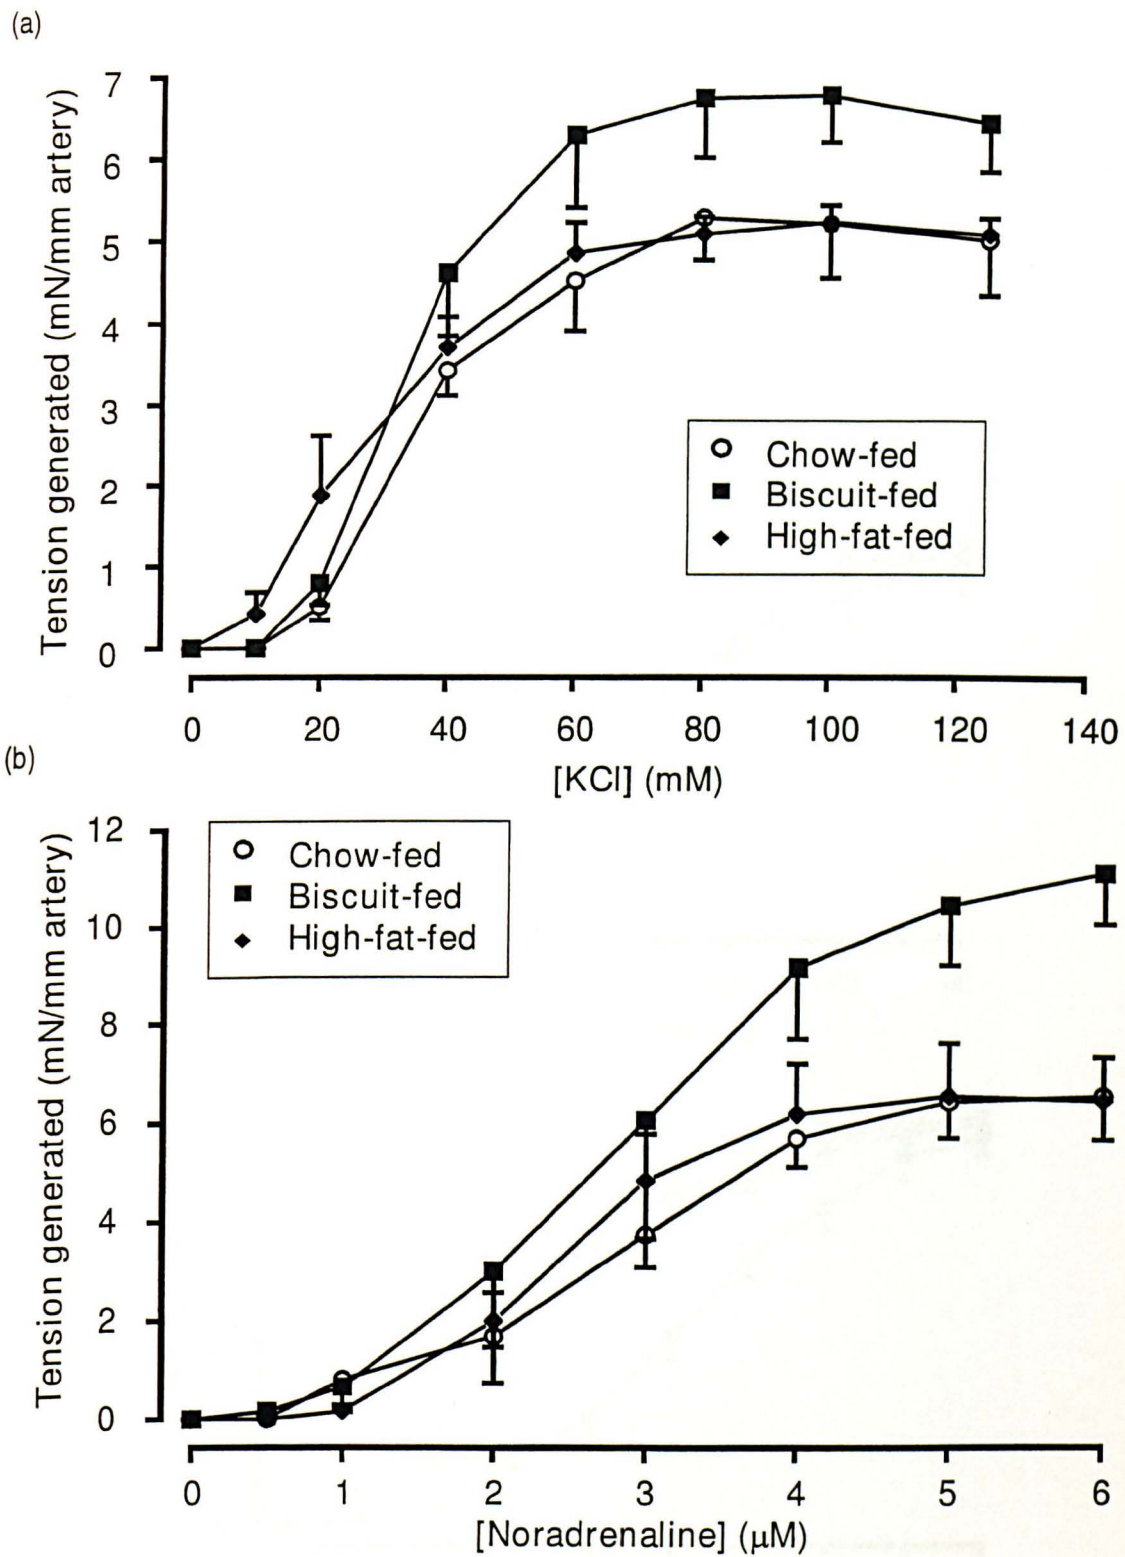 (a)
Tension generated (mN/mm artery)
7
6
5
4
3
2
1
0
Chow-fed
Biscuit-fed
High-fat-fed
0 20 40 60 80 100 120 140
[KCl] (mM)
(b)
Tension generated (mN/mm artery)
12
10
8
6
4
2
0
Chow-fed
Biscuit-fed
High-fat-fed
0 1 2 3 4 5 6
[Noradrenaline] (μM)